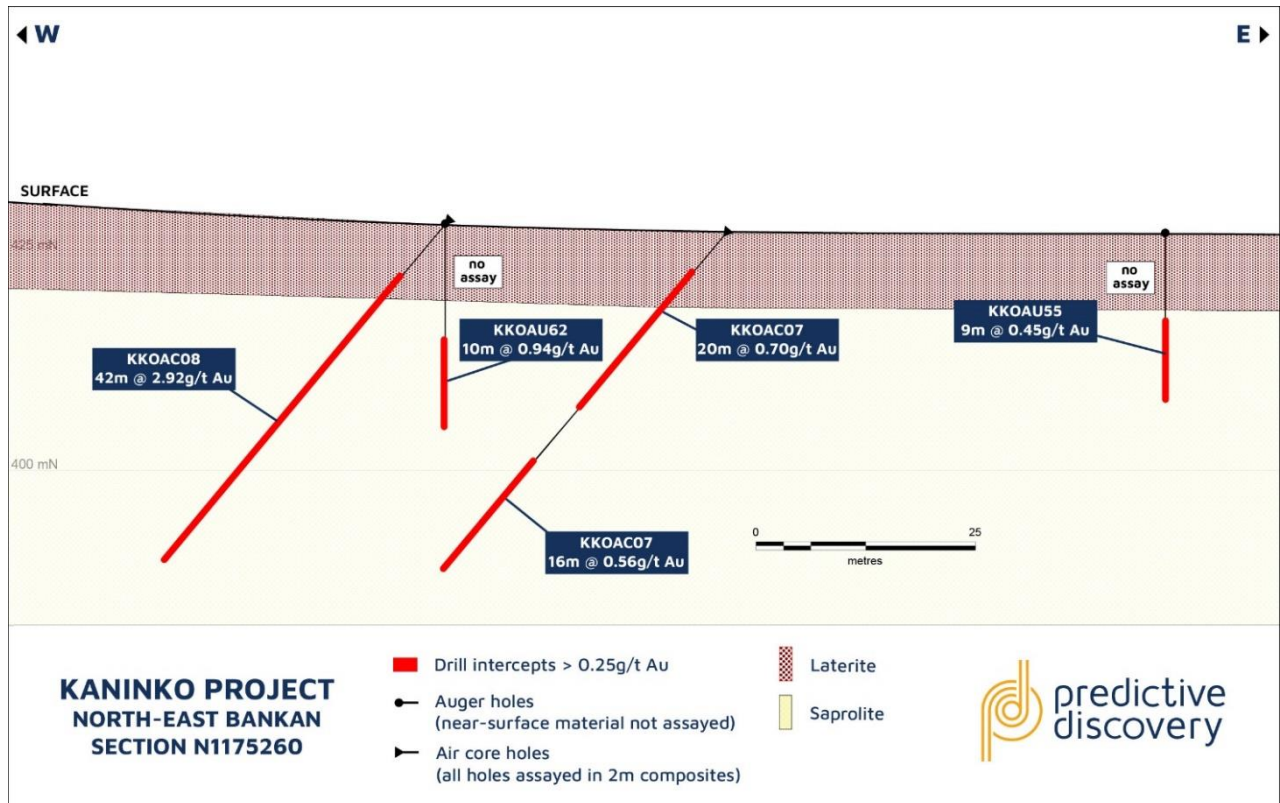 W
E
SURFACE
425 mN
no
assay
no
assay
KKOAU55
9m @ 0.45g/t Au
KKOAU62
10m @ 0.94g/t Au
KKOAC07
20m @ 0.70g/t Au
KKOAC08
42m @ 2.92g/t Au
400 mN
KKOAC07
16m @ 0.56g/t Au
0
25
metres
KANINKO PROJECT
NORTH-EAST BANKAN
SECTION N1175260
Drill intercepts > 0.25g/t Au
Auger holes
(near-surface material not assayed)
Air core holes
(all holes assayed in 2m composites)
Laterite
Saprolite
predictive
discovery